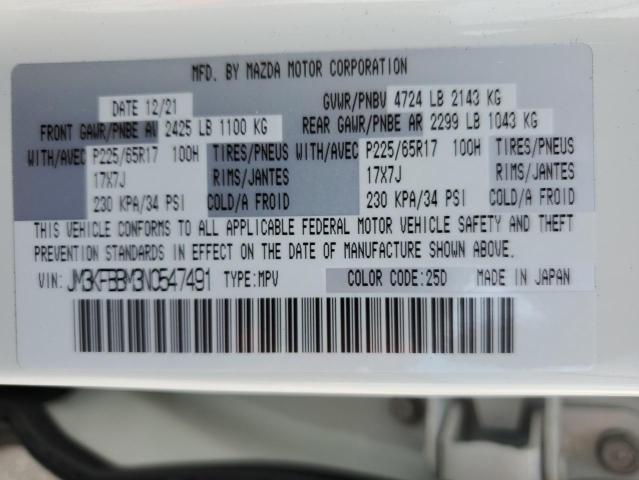 MFD. BY MAZDA MOTOR CORPORATION
DATE 12/21 GVWR/PNBV 4724 LB 2143 KG
FRONT GAWR/PNBE AV 2425 LB 1100 KG REAR GAWR/PNBE AR 2299 LB 1043 KG
WITH/AVEC P225/65R17 100H TIRES/PNEUS WITH/AVEC P225/65R17 100H TIRES/PNEUS
17X7J RIMS/JANTES 17X7J RIMS/JANTES
230 KPA/34 PSI COLD/A FROID 230 KPA/34 PSI COLD/A FROID
THIS VEHICLE CONFORMS TO ALL APPLICABLE FEDERAL MOTOR VEHICLE SAFETY AND THEFT
PREVENTION STANDARDS IN EFFECT ON THE DATE OF MANUFACTURE SHOWN ABOVE.
VIN: JM3KFBBM3N0547491 TYPE:MPV COLOR CODE:25D MADE IN JAPAN